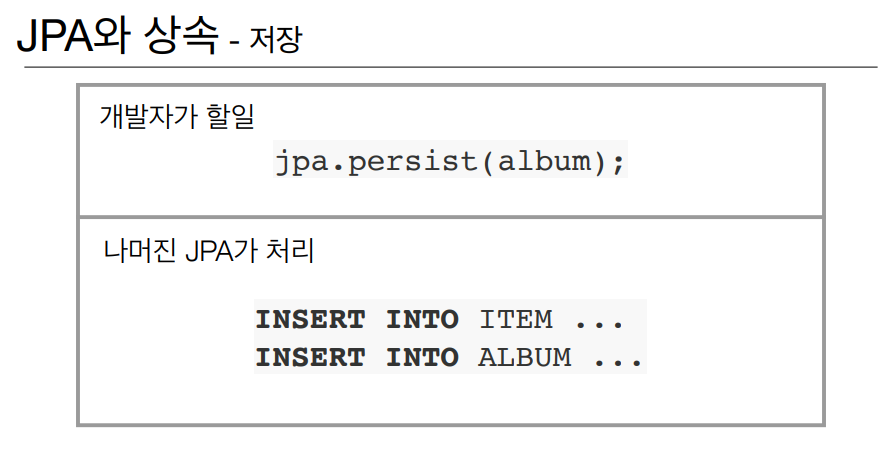 JPA와 상속 - 저장
개발자가 할일
jpa.persist(album);
나머진 JPA가 처리
INSERT INTO ITEM ...
INSERT INTO ALBUM ...